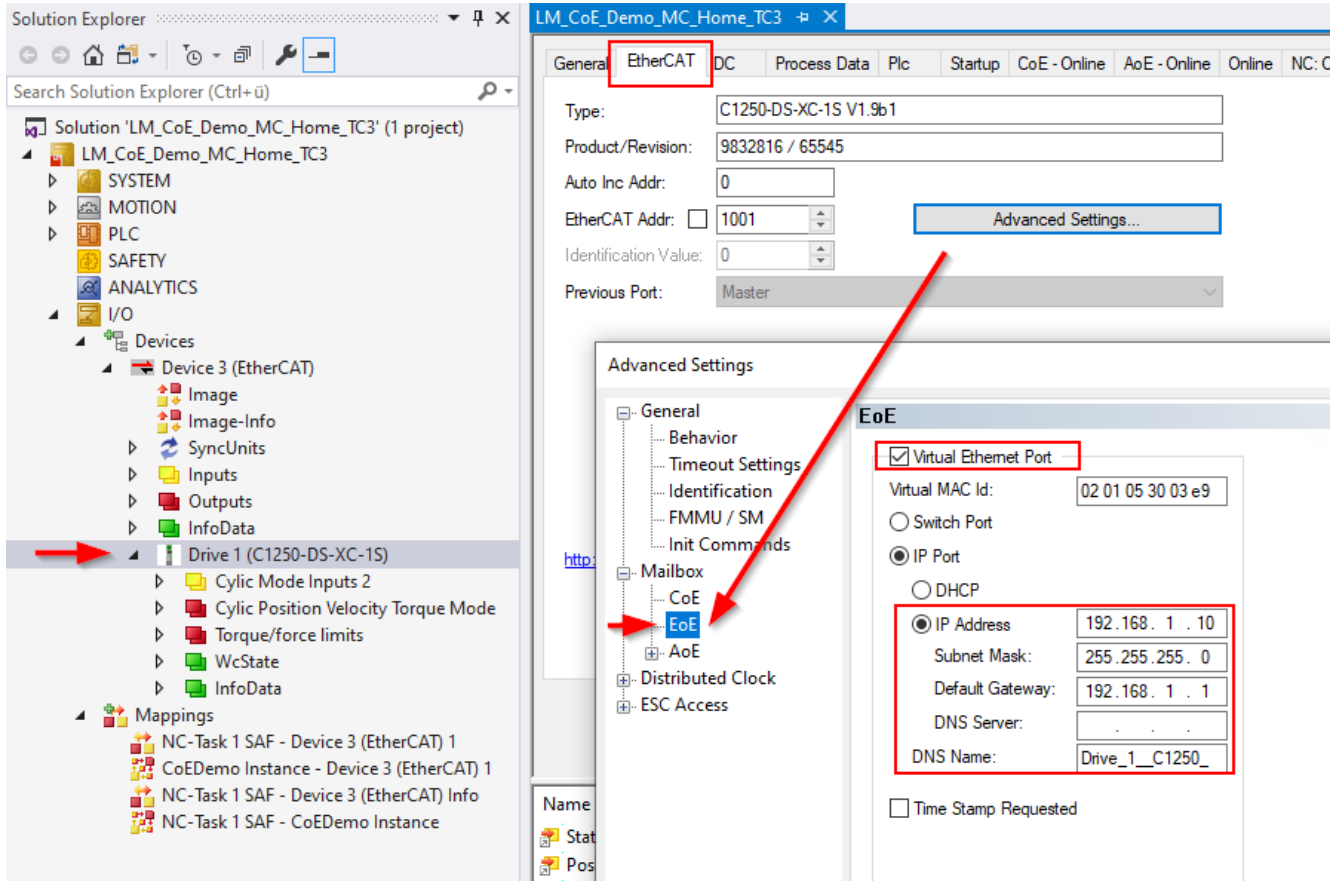 Solution Explorer
Search Solution Explorer (Ctrl+ü)
Solution 'LM_CoE_Demo_MC_Home_TC3' (1 project)
LM_CoE_Demo_MC_Home_TC3
SYSTEM
MOTION
PLC
SAFETY
ANALYTICS
I/O
Devices
Device 3 (EtherCAT)
Image
Image-Info
SyncUnits
Inputs
Outputs
InfoData
Drive 1 (C1250-DS-XC-1S)
Cylic Mode Inputs 2
Cylic Position Velocity Torque Mode
Torque/force limits
WcState
InfoData
Mappings
NC-Task 1 SAF - Device 3 (EtherCAT) 1
CoEDemo Instance - Device 3 (EtherCAT) 1
NC-Task 1 SAF - Device 3 (EtherCAT) Info
NC-Task 1 SAF - CoEDemo Instance
LM_CoE_Demo_MC_Home_TC3
General EtherCAT DC Process Data Plc Startup CoE - Online AoE - Online Online NC: C
Type: C1250-DS-XC-1S V1.9b1
Product/Revision: 9832816 / 65545
Auto Inc Addr: 0
EtherCAT Addr: 1001 Advanced Settings...
Identification Value: 0
Previous Port: Master
http:
Advanced Settings
General
Behavior
Timeout Settings
Identification
FMMU / SM
Init Commands
Mailbox
CoE
EoE
AoE
Distributed Clock
ESC Access
EoE
Virtual Ethernet Port
Virtual MAC Id: 02 01 05 30 03 e9
Switch Port
IP Port
DHCP
IP Address 192 . 168 . 1 . 10
Subnet Mask: 255 . 255 . 255 . 0
Default Gateway: 192 . 168 . 1 . 1
DNS Server: . . .
DNS Name: Drive_1__C1250_
Time Stamp Requested
Name
Stat
Pos